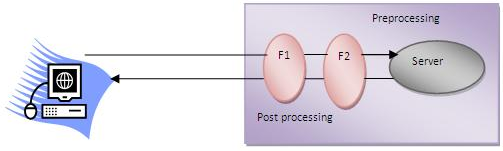 Preprocessing
F1
F2
Server
Post processing